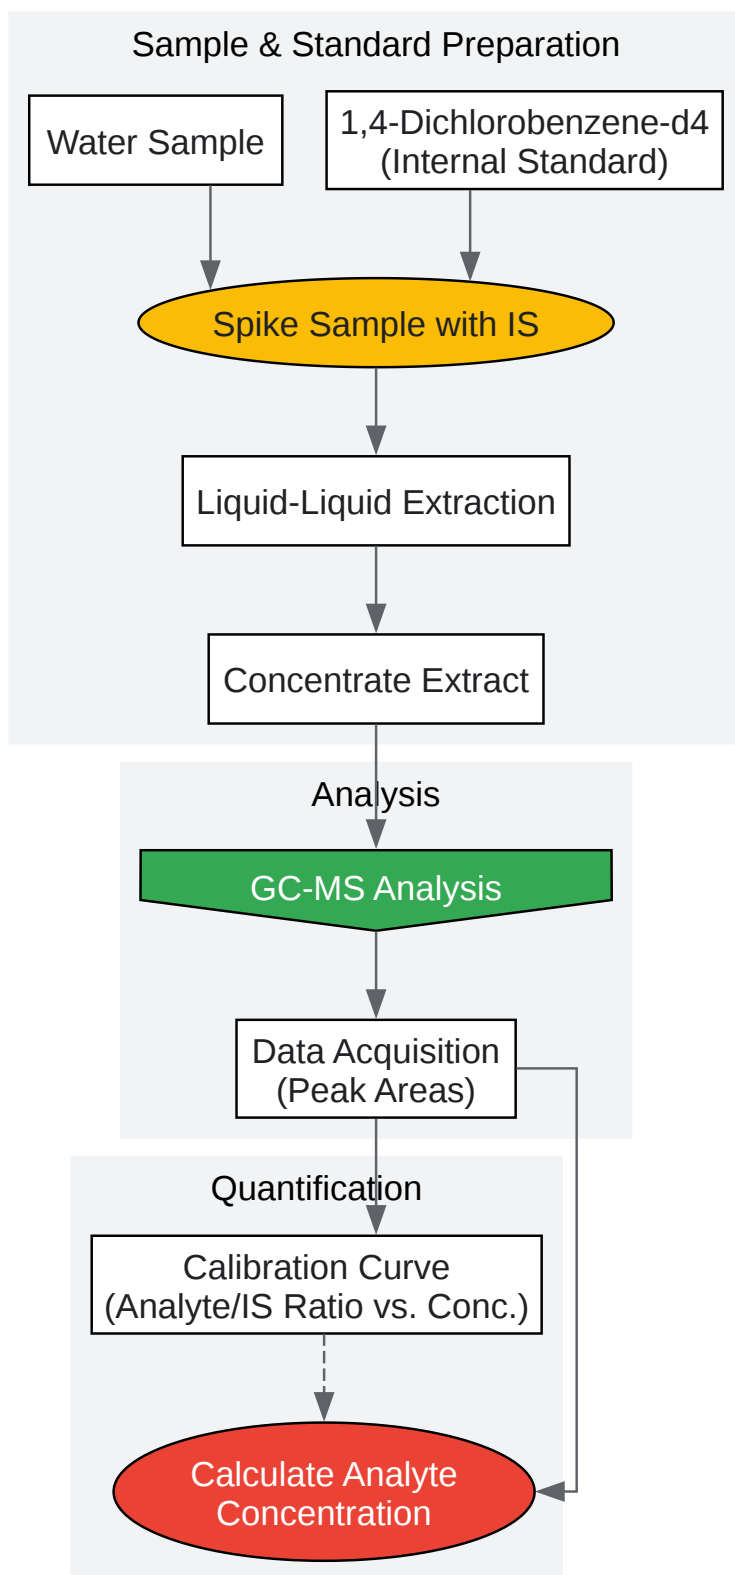 Sample & Standard Preparation
Water Sample
1,4-Dichlorobenzene-d4
(Internal Standard)
Spike Sample with IS
Liquid-Liquid Extraction
Concentrate Extract
Analysis
GC-MS Analysis
Data Acquisition
(Peak Areas)
Quantification
Calibration Curve
(Analyte/IS Ratio vs. Conc.)
Calculate Analyte
Concentration